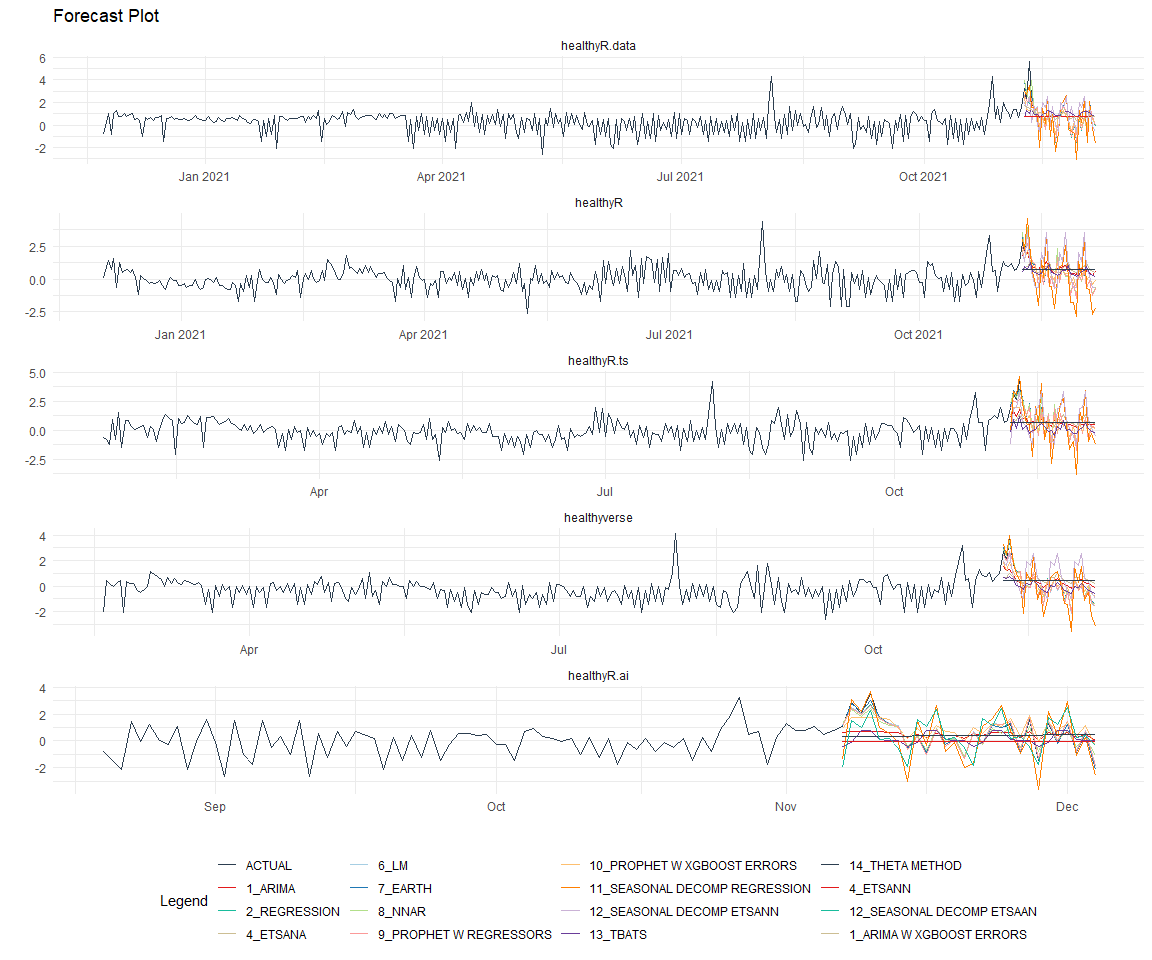 Forecast Plot
healthyR.data
6
4
2
0
-2
Jan 2021 Apr 2021 Jul 2021 Oct 2021
healthyR
2.5
0.0
-2.5
Jan 2021 Apr 2021 Jul 2021 Oct 2021
healthyR.ts
5.0
2.5
0.0
-2.5
Apr Jul Oct
healthyverse
4
2
0
-2
Apr Jul Oct
healthyR.ai
4
2
0
-2
Sep Oct Nov Dec
Legend
ACTUAL 6_LM 10_PROPHET W XGBOOST ERRORS 14_THETA METHOD
1_ARIMA 7_EARTH 11_SEASONAL DECOMP REGRESSION 4_ETSANN
2_REGRESSION 8_NNAR 12_SEASONAL DECOMP ETSANN 12_SEASONAL DECOMP ETSAAN
4_ETSANA 9_PROPHET W REGRESSORS 13_TBATS 1_ARIMA W XGBOOST ERRORS